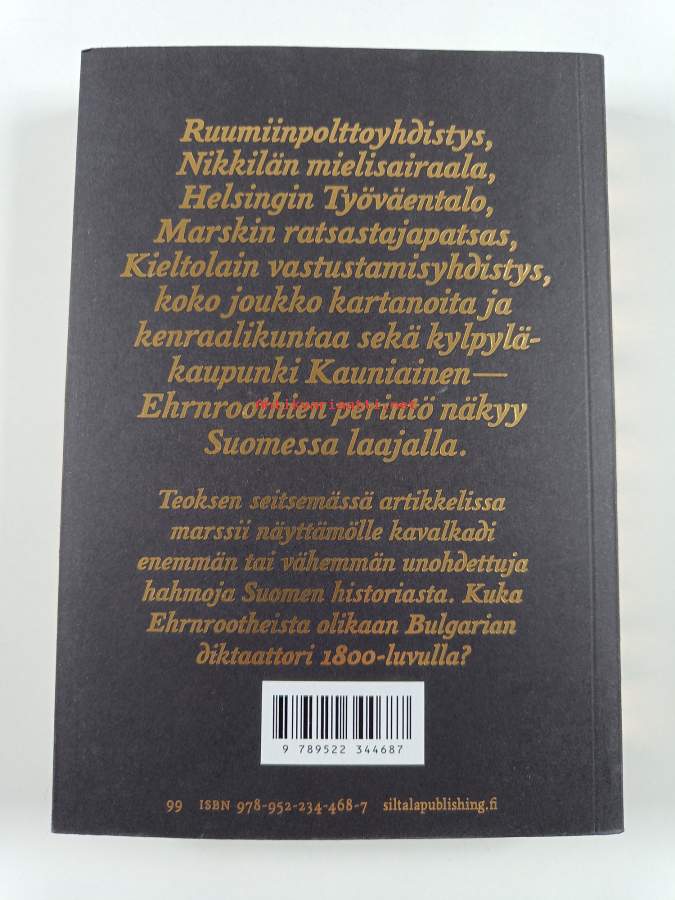 Ruumiinpolttoyhdistys,
Nikkilän mielisairaala,
Helsingin Työväentalo,
Marskin ratsastajapatsas,
Kieltolain vastustamisyhdistys,
koko joukko kartanoita ja
kenraalikuntaa sekä kylpylä-
kaupunki Kauniainen—
Ehrnroothien perintö näkyy
Suomessa laajalla.
Teoksen seitsemässä artikkelissa
marssii näyttämölle kavalkadi
enemmän tai vähemmän unohdettuja
hahmoja Suomen historiasta. Kuka
Ehrnrootheista olikaan Bulgarian
diktaattori 1800-luvulla?
9 789522 344687
99 ISBN 978-952-234-468-7 siltalapublishing.fi